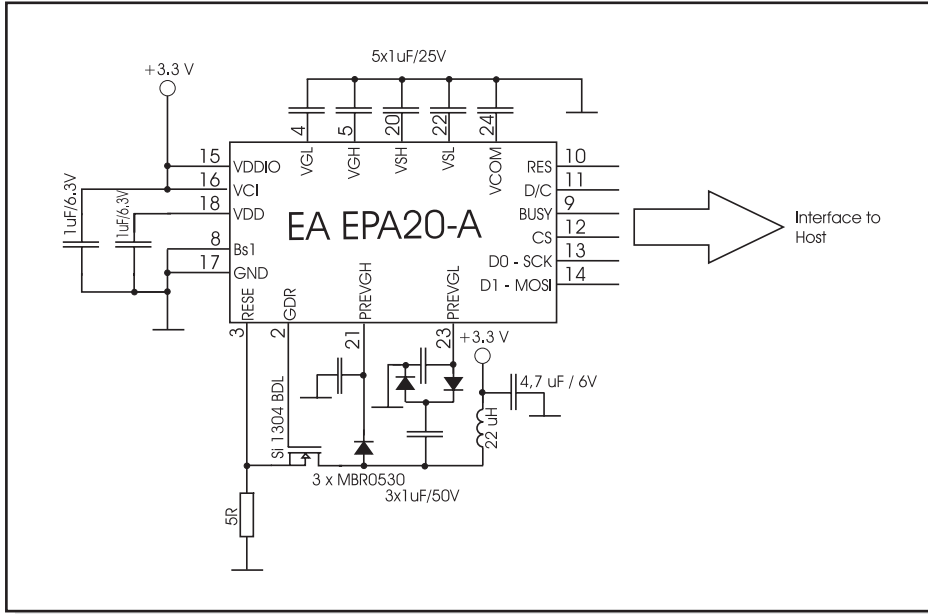 5x1uF/25V
+3.3 V
4
5
20
22
24
VGL
VGH
VSH
VSL
VCOM
15
VDDIO
16
VCI
18
VDD
8
Bs1
17
GND
1uF/6,3V
1uF/6,3V
EA EPA20-A
RES
10
D/C
11
BUSY
9
CS
12
D0 - SCK
13
D1 - MOSI
14
Interface to
Host
RESE
GDR
PREVGH
PREVGL
3
2
21
23
+3.3 V
4,7 uF / 6V
22 uH
Si 1304 BDL
3 x MBR0530
3x1uF/50V
5R